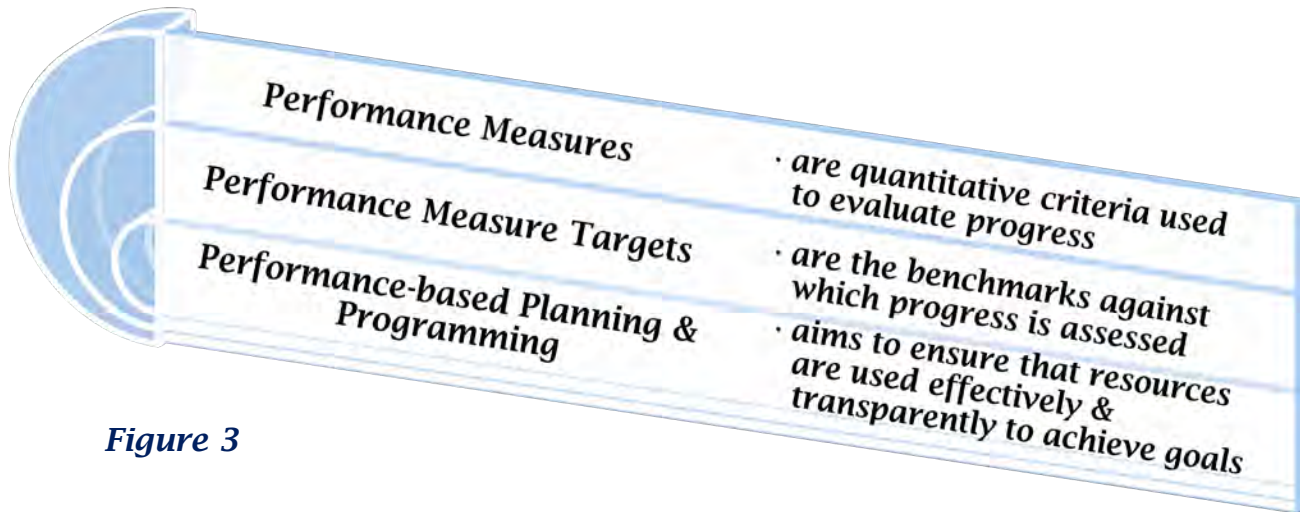 Performance Measures
· are quantitative criteria used
to evaluate progress
Performance Measure Targets
· are the benchmarks against
which progress is assessed
Performance-based Planning &
Programming
· aims to ensure that resources
are used effectively &
transparently to achieve goals
Figure 3